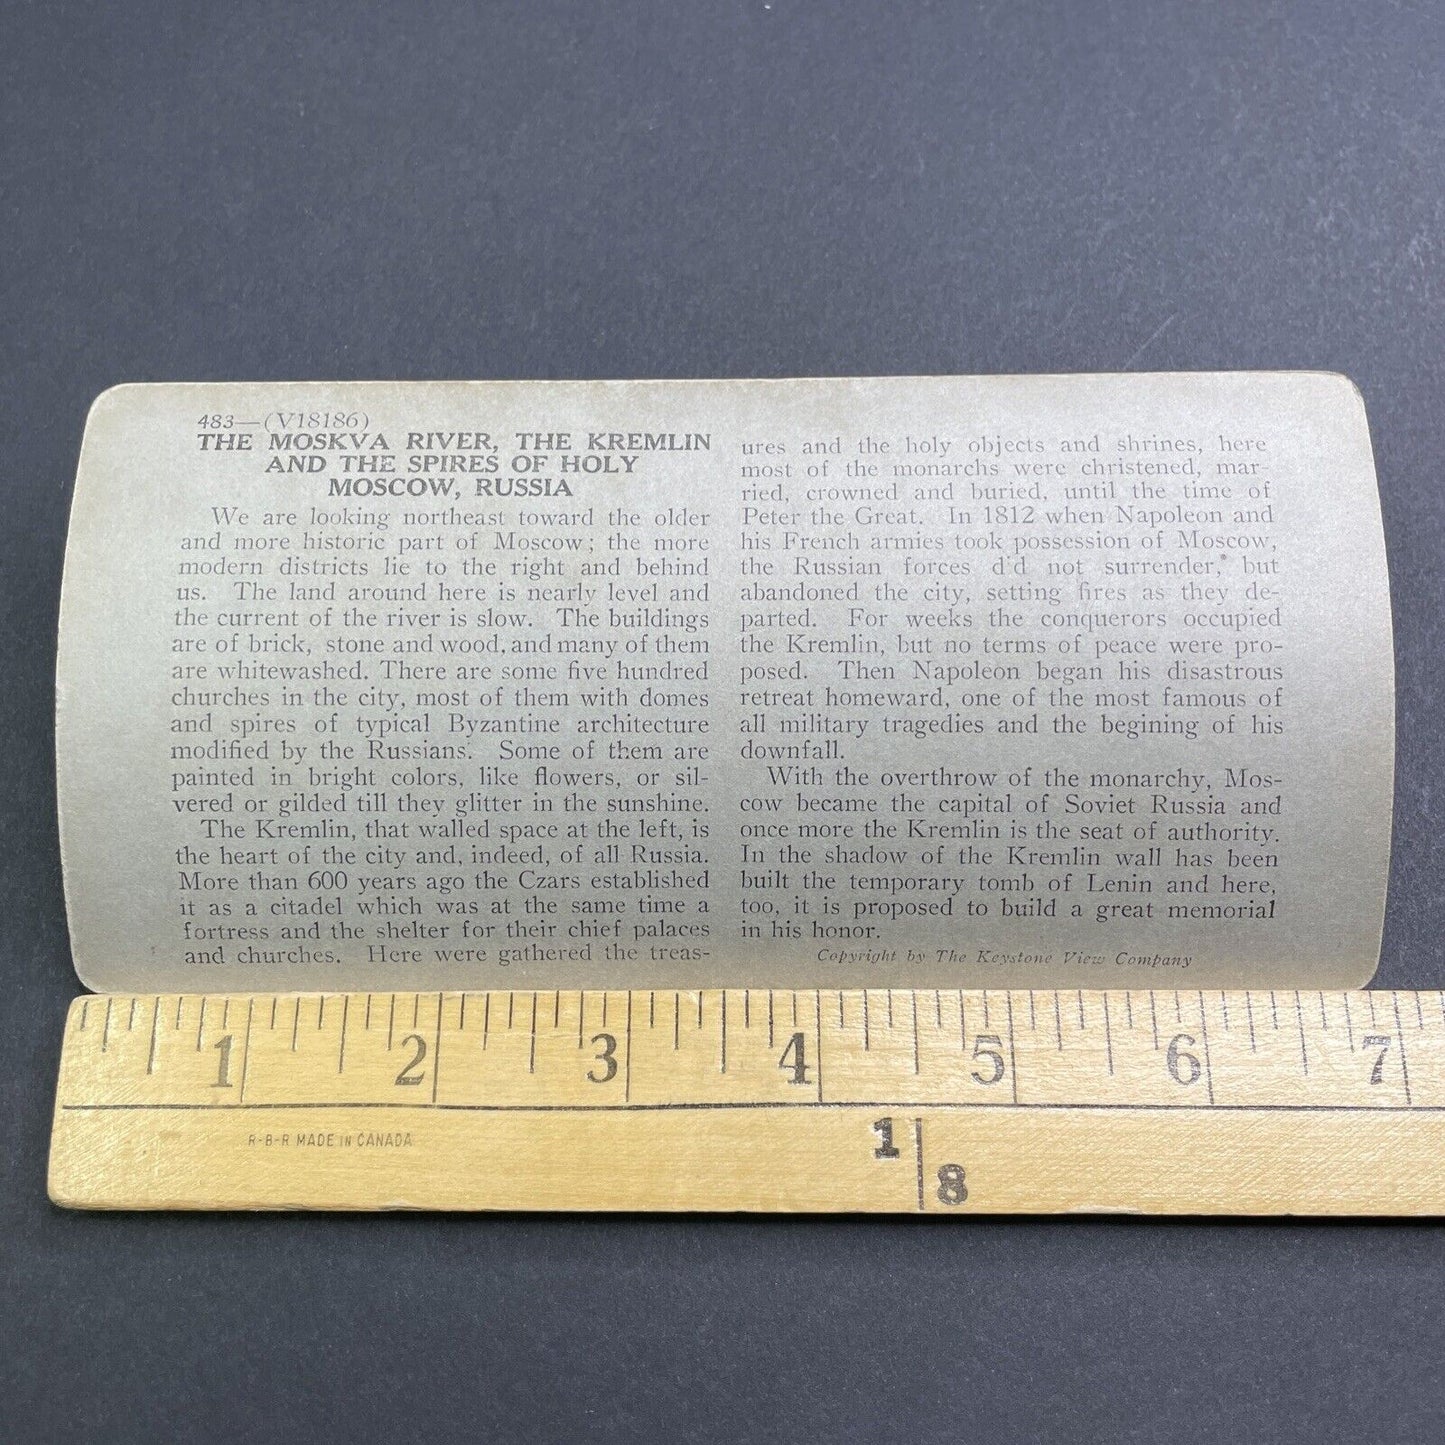 483—(V18186)
THE MOSKVA RIVER, THE KREMLIN
AND THE SPIRES OF HOLY
MOSCOW, RUSSIA
We are looking northeast toward the older
and more historic part of Moscow; the more
modern districts lie to the right and behind
us. The land around here is nearly level and
the current of the river is slow. The buildings
are of brick, stone and wood, and many of them
are whitewashed. There are some five hundred
churches in the city, most of them with domes
and spires of typical Byzantine architecture
modified by the Russians. Some of them are
painted in bright colors, like flowers, or sil-
vered or gilded till they glitter in the sunshine.
The Kremlin, that walled space at the left, is
the heart of the city and, indeed, of all Russia.
More than 600 years ago the Czars established
it as a citadel which was at the same time a
fortress and the shelter for their chief palaces
and churches. Here were gathered the treas-
ures and the holy objects and shrines, here
most of the monarchs were christened, mar-
ried, crowned and buried, until the time of
Peter the Great. In 1812 when Napoleon and
his French armies took possession of Moscow,
the Russian forces d'd not surrender, but
abandoned the city, setting fires as they de-
parted. For weeks the conquerors occupied
the Kremlin, but no terms of peace were pro-
posed. Then Napoleon began his disastrous
retreat homeward, one of the most famous of
all military tragedies and the begining of his
downfall.
With the overthrow of the monarchy, Mos-
cow became the capital of Soviet Russia and
once more the Kremlin is the seat of authority.
In the shadow of the Kremlin wall has been
built the temporary tomb of Lenin and here,
too, it is proposed to build a great memorial
in his honor.
Copyright by The Keystone View Company
1 2 3 4 5 6 7
R-B-R MADE IN CANADA
1
8